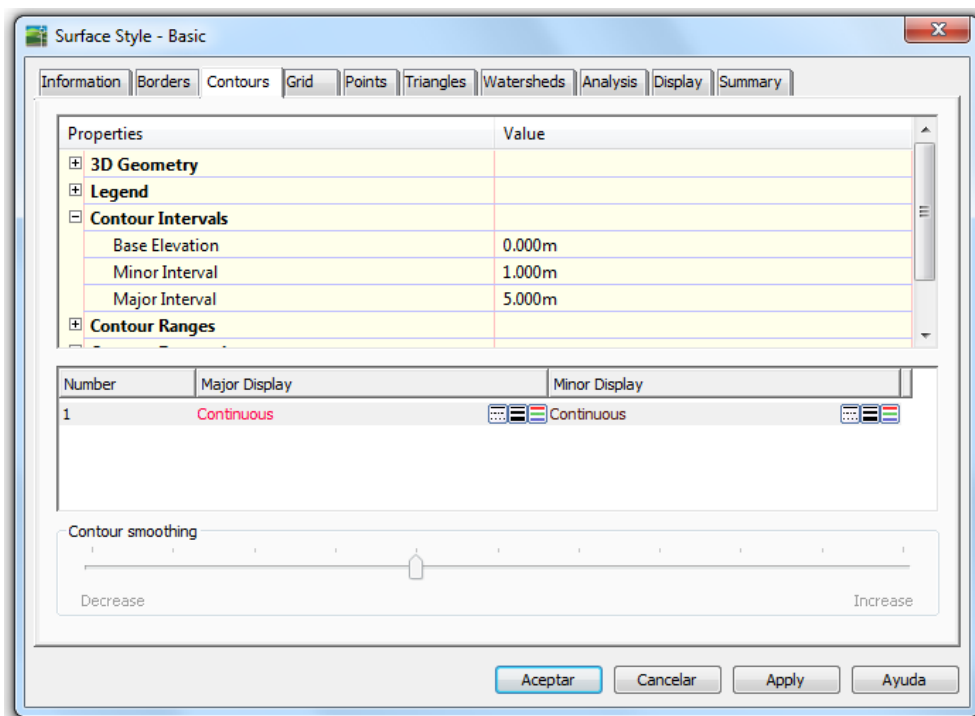 Surface Style - Basic
Information Borders Contours Grid Points Triangles Watersheds Analysis Display Summary
Properties Value
3D Geometry
Legend
Contour Intervals
Base Elevation 0.000m
Minor Interval 1.000m
Major Interval 5.000m
Contour Ranges
Number Major Display Minor Display
1 Continuous Continuous
Contour smoothing
Decrease Increase
Aceptar Cancelar Apply Ayuda